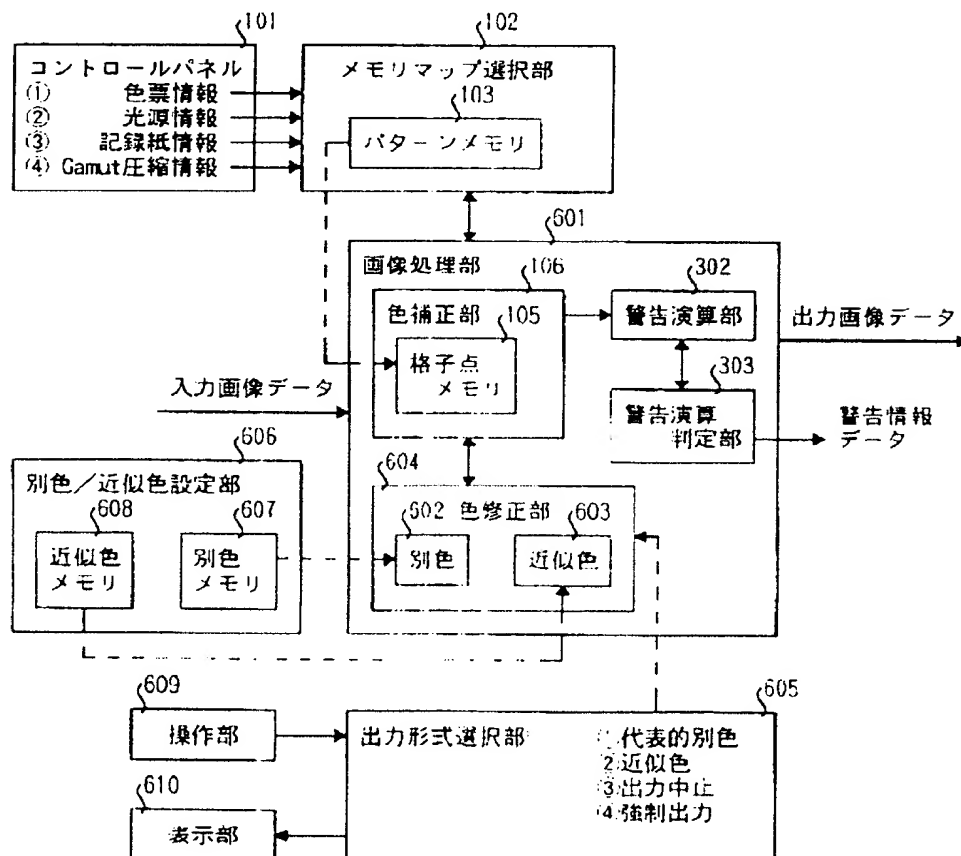 101
コントロールパネル
① 色票情報
② 光源情報
③ 記録紙情報
④ Gamut圧縮情報
102
メモリマップ選択部
103
パターンメモリ
601
画像処理部
106
色補正部
105
格子点
メモリ
302
警告演算部
303
警告演算
判定部
出力画像データ
警告情報
データ
入力画像データ
606
別色/近似色設定部
608
近似色
メモリ
607
別色
メモリ
604
色修正部
602
別色
603
近似色
609
操作部
610
表示部
605
出力形式選択部
①代表的別色
②近似色
③出力中止
④強制出力